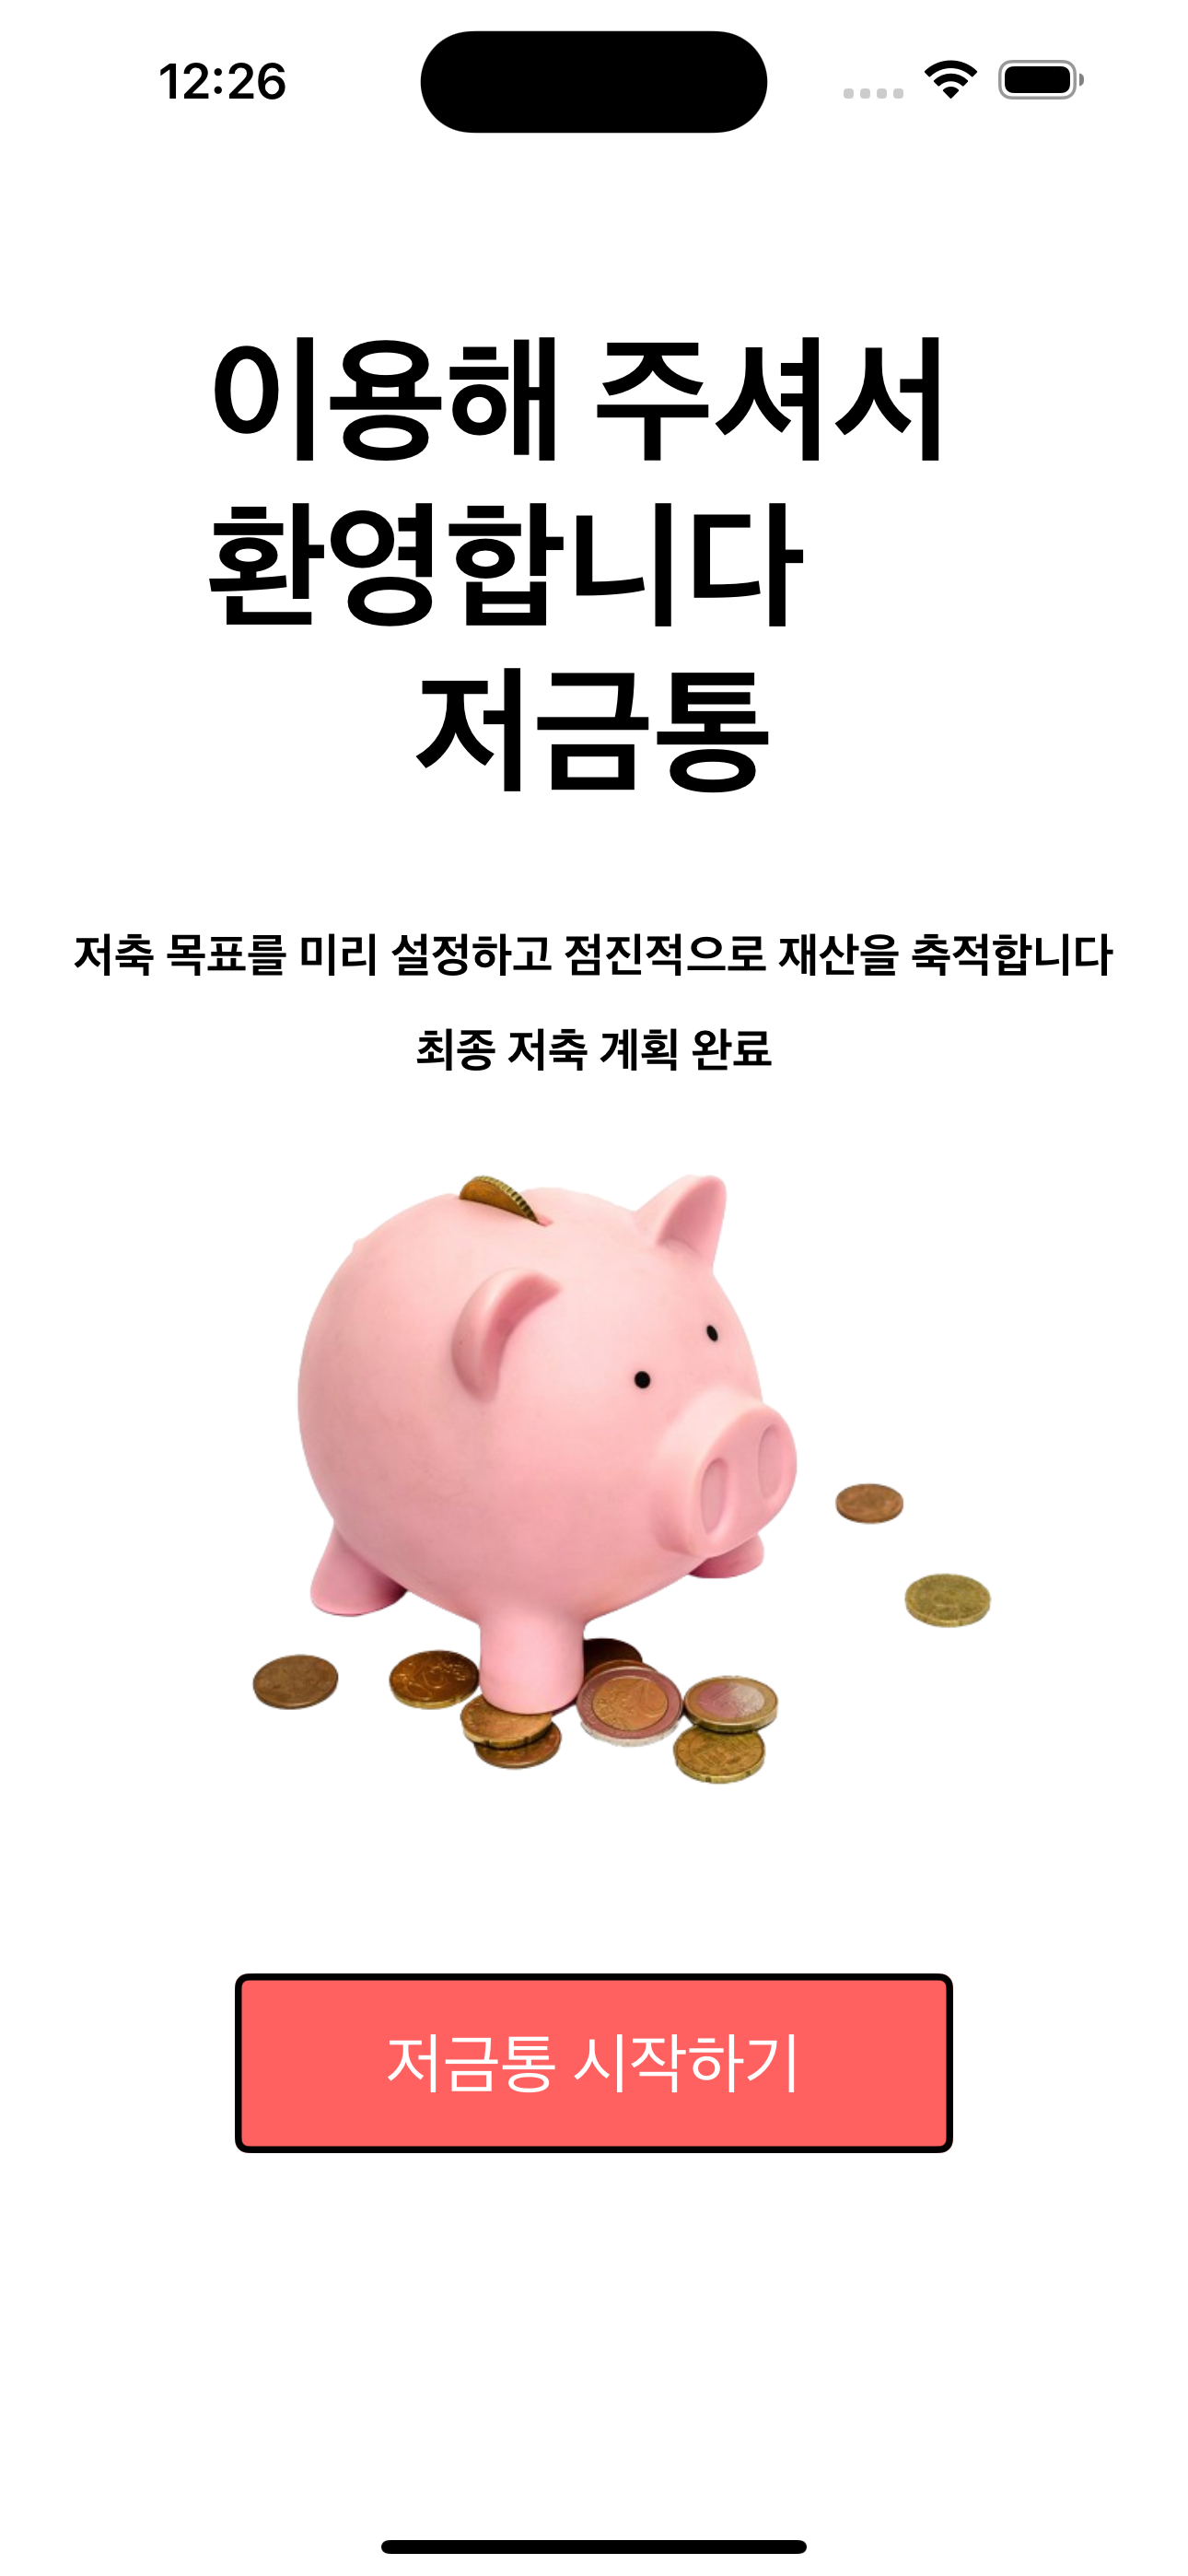 12:26
이용해 주셔서
환영합니다
저금통
저축 목표를 미리 설정하고 점진적으로 재산을 축적합니다
최종 저축 계획 완료
저금통 시작하기